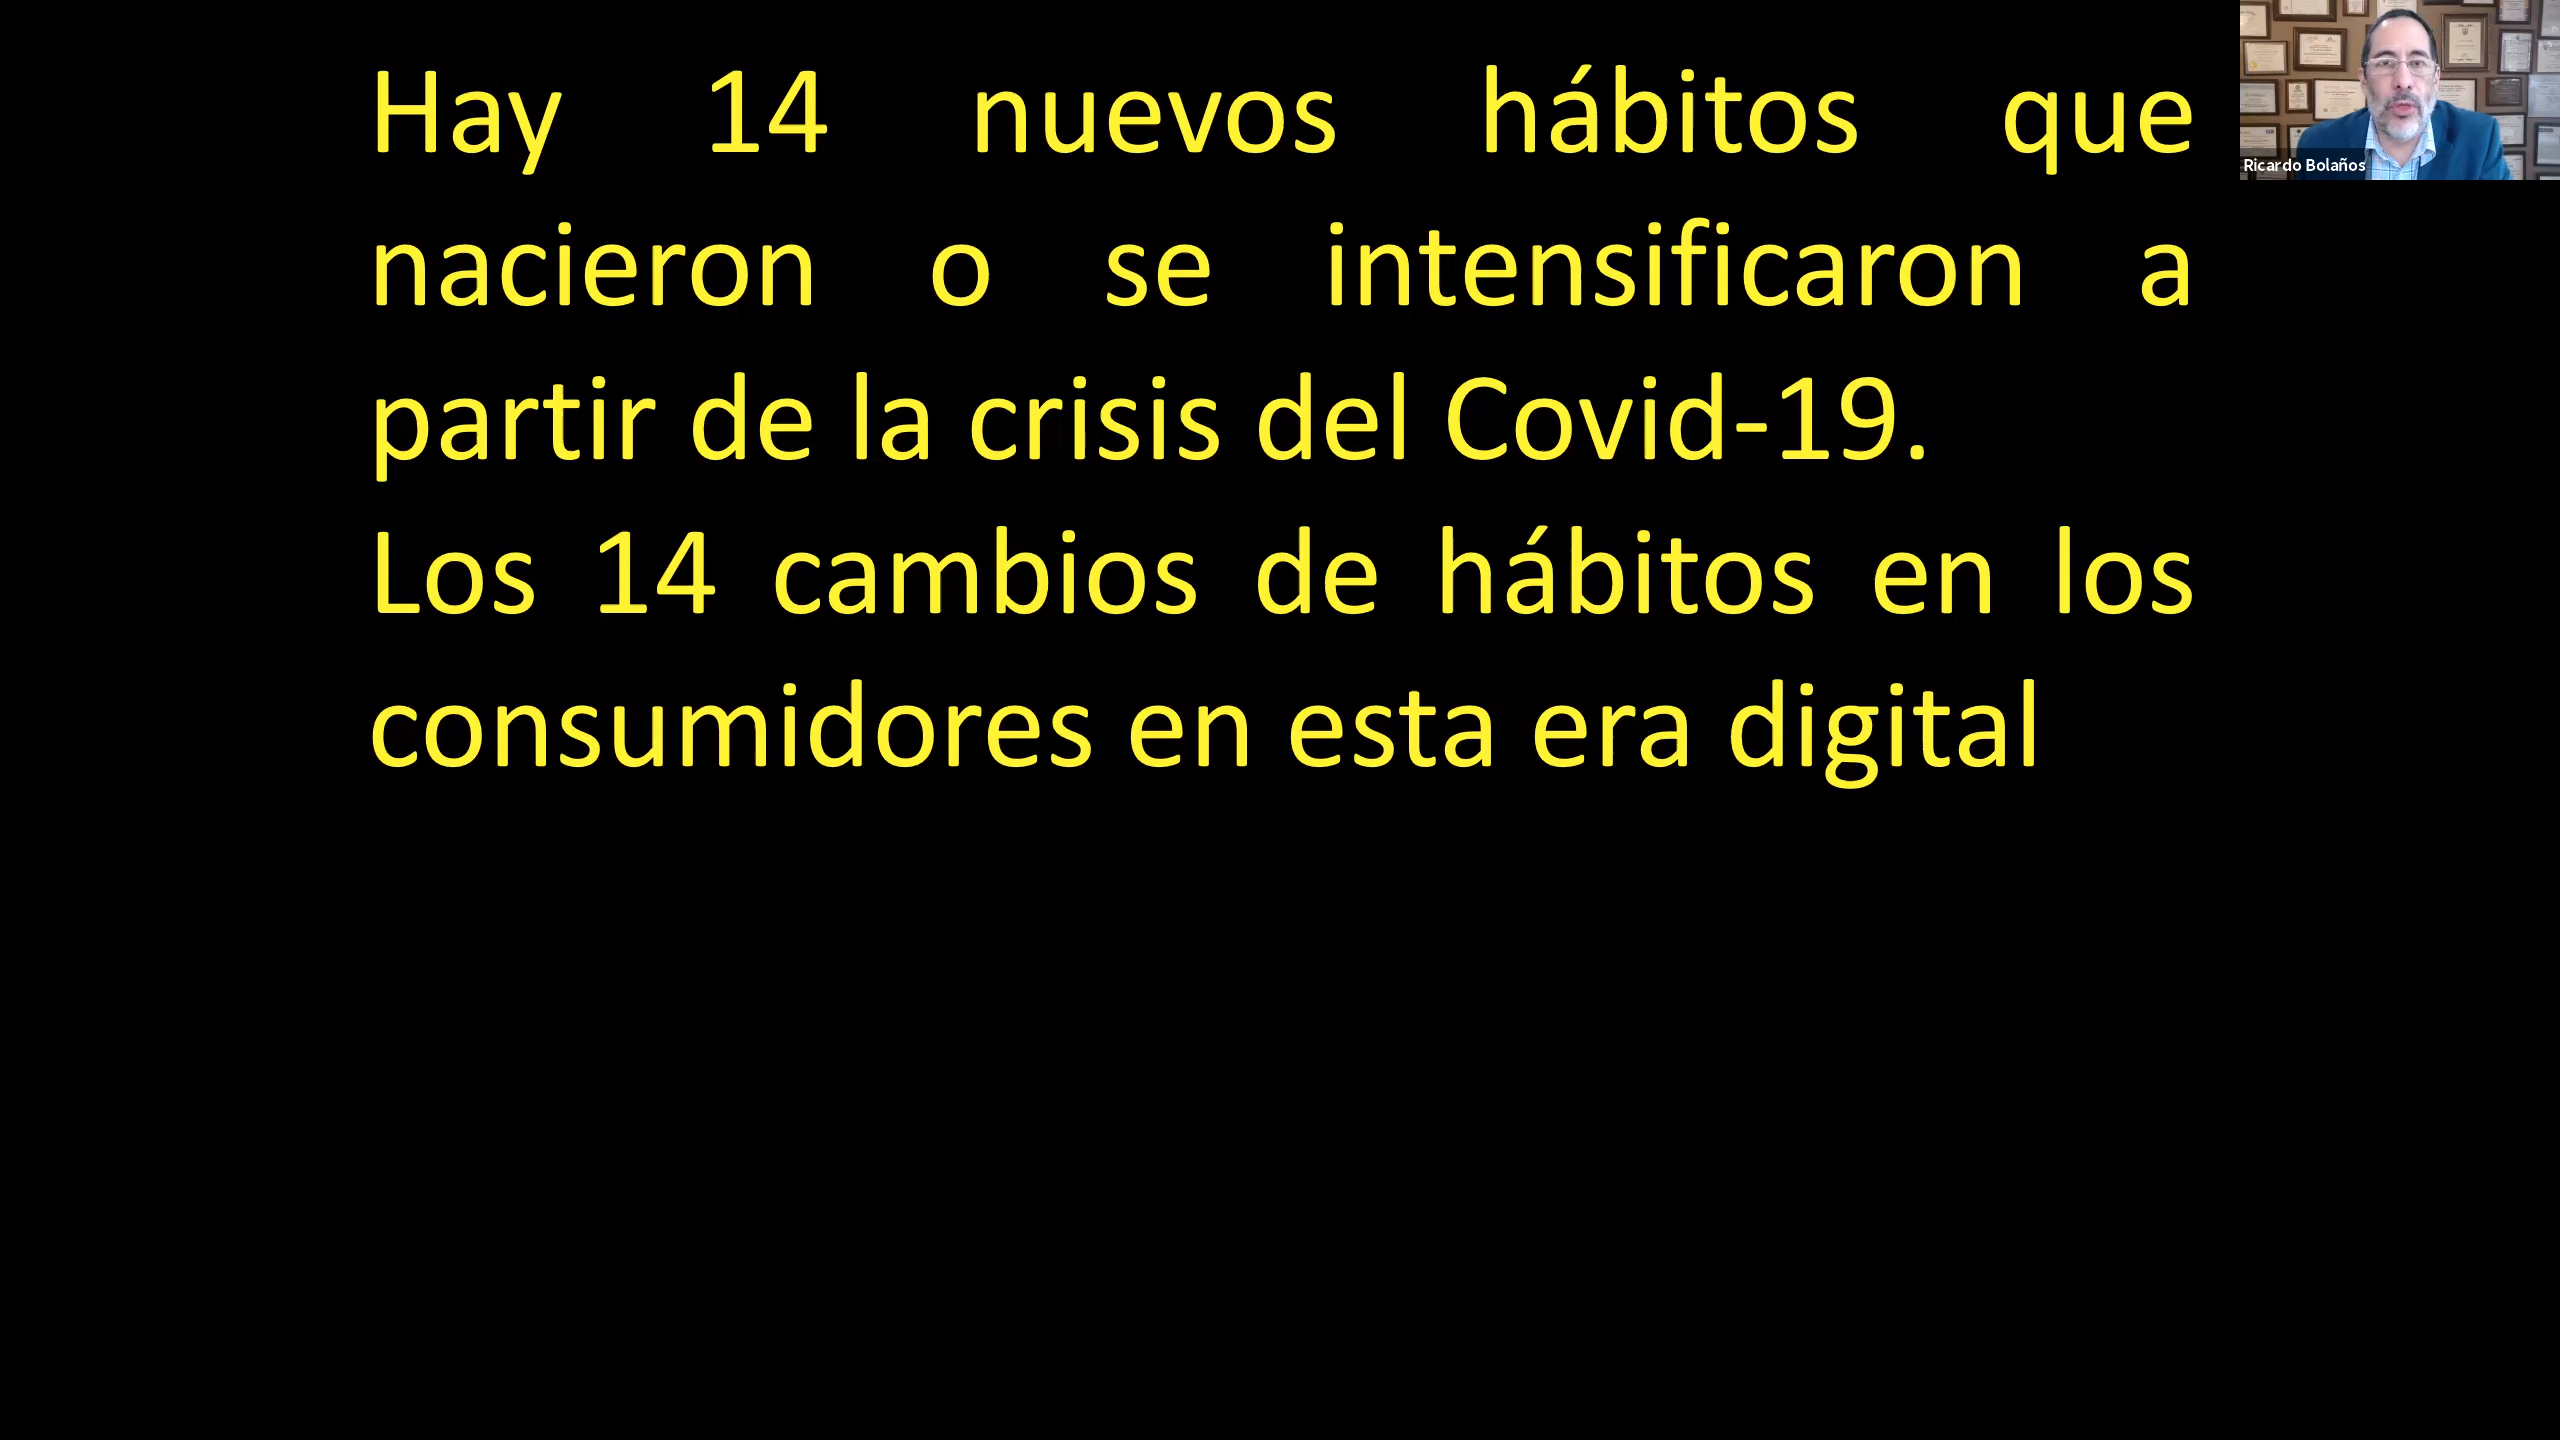 Hay 14 nuevos hábitos que
nacieron o se intensificaron a
partir de la crisis del Covid-19.
Los 14 cambios de hábitos en los
consumidores en esta era digital
Ricardo Bolaños